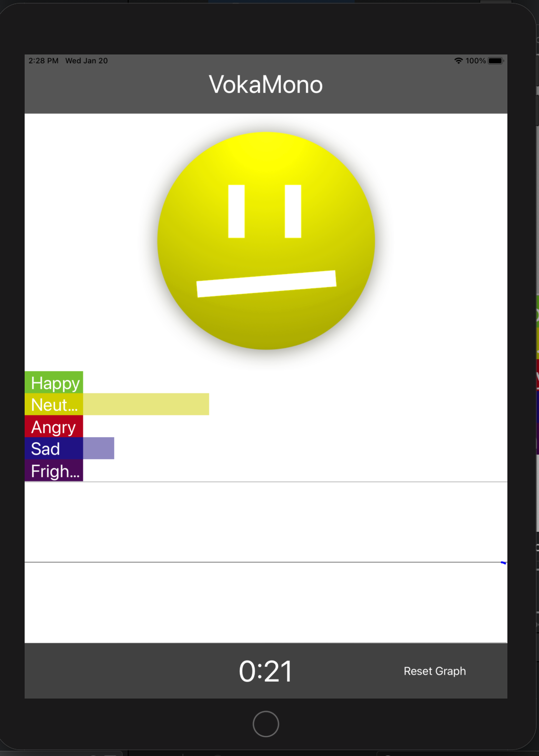 2:28 PM Wed Jan 20
100%
VokaMono
Happy
Neut...
Angry
Sad
Frigh...
0:21
Reset Graph